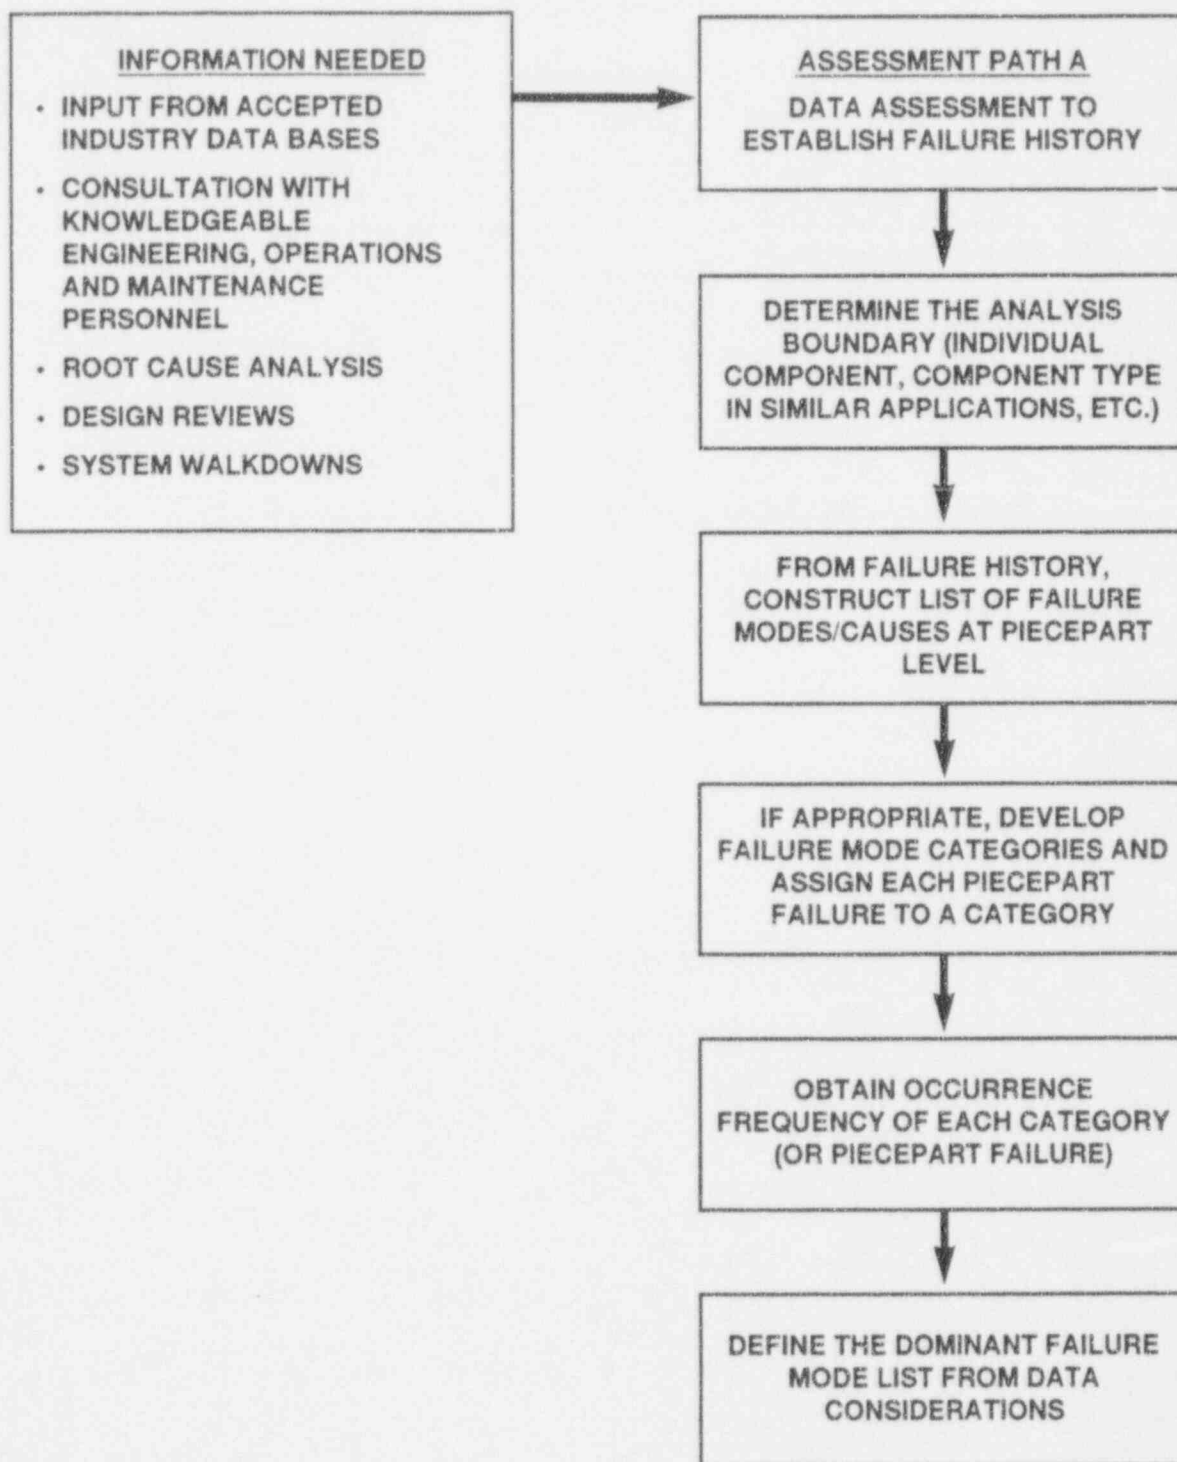 INFORMATION NEEDED
• INPUT FROM ACCEPTED
INDUSTRY DATA BASES
• CONSULTATION WITH
KNOWLEDGEABLE
ENGINEERING, OPERATIONS
AND MAINTENANCE
PERSONNEL
• ROOT CAUSE ANALYSIS
• DESIGN REVIEWS
• SYSTEM WALKDOWNS
ASSESSMENT PATH A
DATA ASSESSMENT TO
ESTABLISH FAILURE HISTORY
DETERMINE THE ANALYSIS
BOUNDARY (INDIVIDUAL
COMPONENT, COMPONENT TYPE
IN SIMILAR APPLICATIONS, ETC.)
FROM FAILURE HISTORY,
CONSTRUCT LIST OF FAILURE
MODES/CAUSES AT PIECEPART
LEVEL
IF APPROPRIATE, DEVELOP
FAILURE MODE CATEGORIES AND
ASSIGN EACH PIECEPART
FAILURE TO A CATEGORY
OBTAIN OCCURRENCE
FREQUENCY OF EACH CATEGORY
(OR PIECEPART FAILURE)
DEFINE THE DOMINANT FAILURE
MODE LIST FROM DATA
CONSIDERATIONS